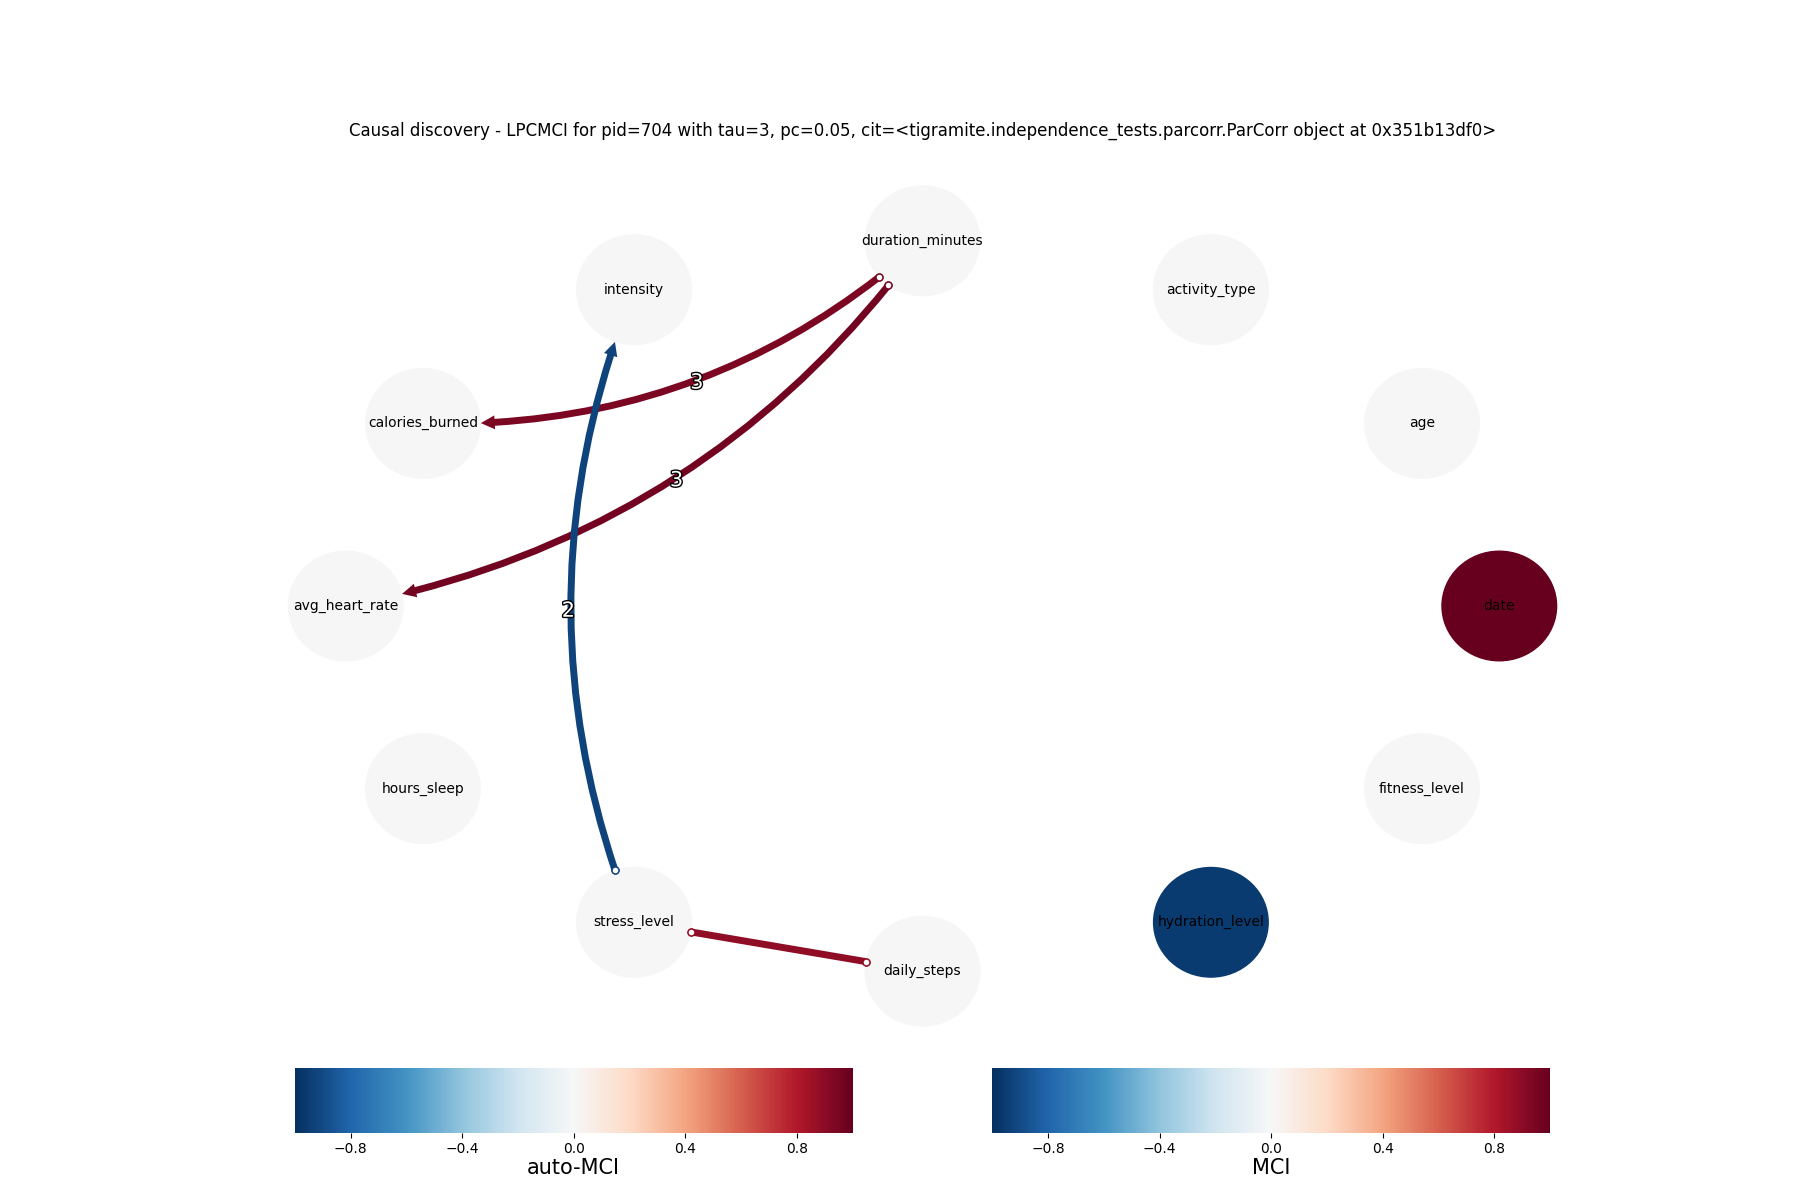 Causal discovery - LPCMCI for pid=704 with tau=3, pc=0.05, cit=<tigramite.independence_tests.parcorr.ParCorr object at 0x351b13df0>
duration_minutes
intensity
activity_type
3
calories_burned
age
3
avg_heart_rate
2
date
hours_sleep
fitness_level
stress_level
hydration_level
daily_steps
−0.8 −0.4 0.0 0.4 0.8
auto-MCI
−0.8 −0.4 0.0 0.4 0.8
MCI